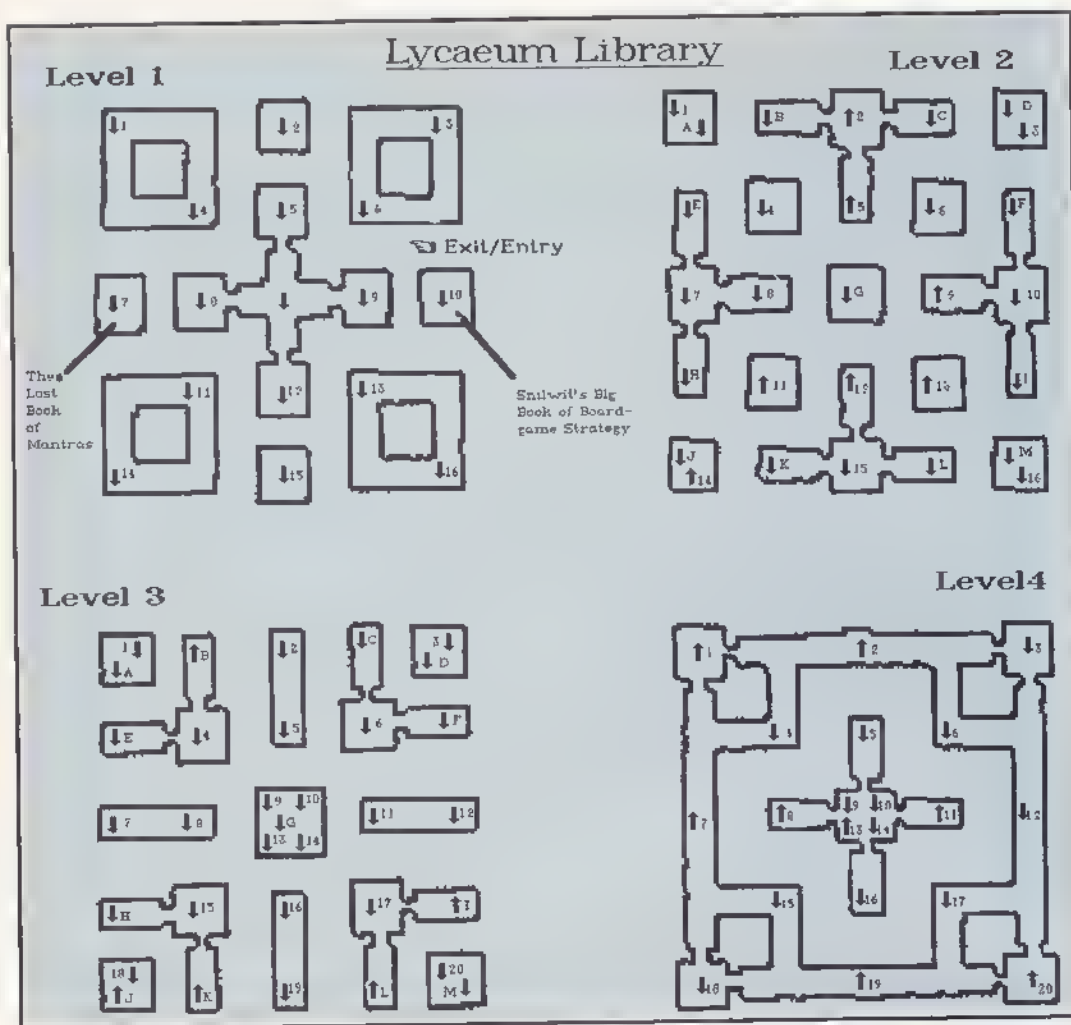 Lycaeum Library
Level 1
Level 2
↓1
↓2
↓3
↓4
↓5
↓6
Exit/Entry
↓7
↓8
↓
↓9
↓10
The
Lost
Book
of
Mantras
Big
Book of Board-
game Strategy
↓11
↓12
↓13
↓14
↓15
↓16
↓1 A↓
↓B
↑2
↓C
↓D ↓3
↓4
↑5
↓6
↓E
↓F
↓7
↓8
↓G
↑9
↓10
↓H
↑11
↓I
↓J ↑14
↓K
↓15
↓L
↓M ↓16
Level 3
Level4
1↓ ↓A
↑B
↓2
↓C
3↓ ↓D
↓E
↓4
↓5
↓6
↓F
↓7
↓8
↓9 ↓10
↓G
↓13 ↓14
↓11
↓12
↓H
↓15
↓16
↓17
↑I
18↓ ↑J
↑K
↓19
↑L
↓20 M↓
↑1
↑2
↓3
↓4
↓5
↓6
↑7
↑8
↓9 ↓10
↑13 ↓14
↑11
↓12
↓15
↓16
↓17
↓18
↑19
↑20